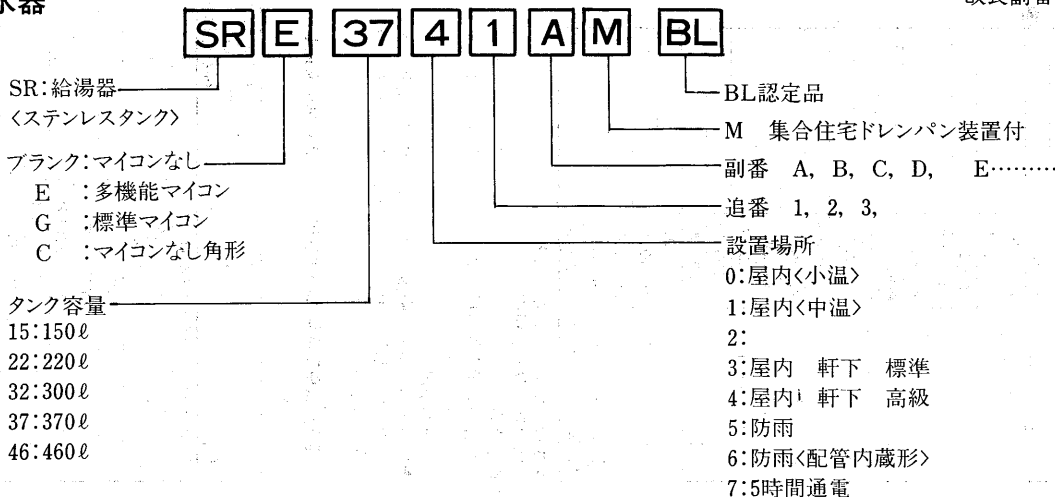 水器
SR E 37 4 1 A M BL
SR:給湯器
〈ステンレスタンク〉
ブランク:マイコンなし
E :多機能マイコン
G :標準マイコン
C :マイコンなし角形
タンク容量
15:150ℓ
22:220ℓ
32:300ℓ
37:370ℓ
46:460ℓ
BL認定品
M 集合住宅ドレンパン装置付
副番 A, B, C, D, E………
追番 1, 2, 3,
設置場所
0:屋内〈小温〉
1:屋内〈中温〉
2:
3:屋内 軒下 標準
4:屋内 軒下 高級
5:防雨
6:防雨〈配管内蔵形〉
7:5時間通電